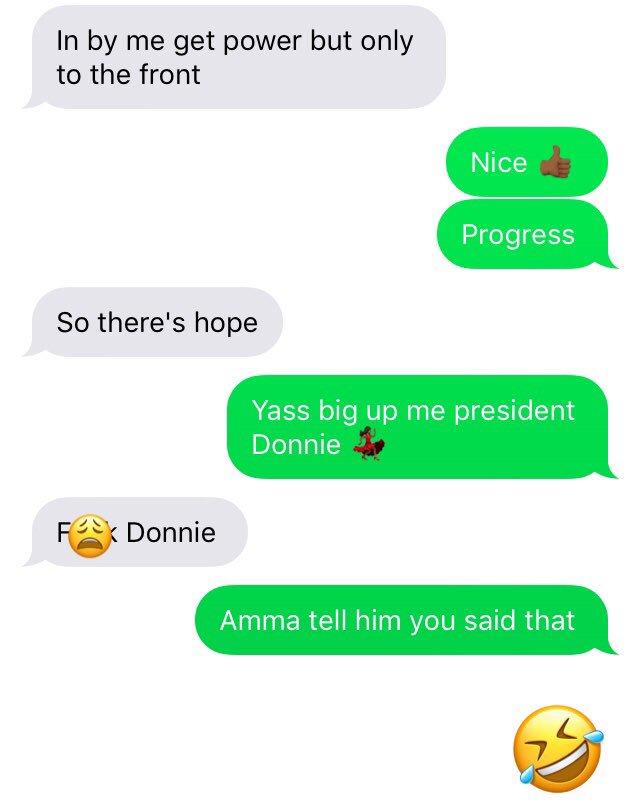 In by me get power but only
to the front
Nice 👍🏾
Progress
So there's hope
Yass big up me president
Donnie 💃🏾
F😩k Donnie
Amma tell him you said that
🤣